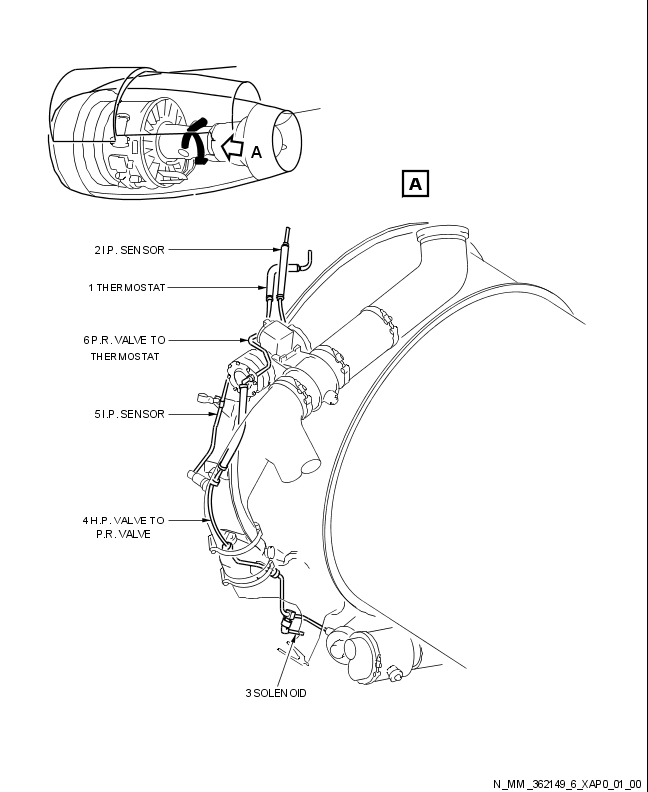 A
A
2 I.P. SENSOR
1 THERMOSTAT
6 P.R. VALVE TO
THERMOSTAT
5 I.P. SENSOR
4 H.P. VALVE TO
P.R. VALVE
3 SOLENOID
N_MM_362149_6_XAP0_01_00